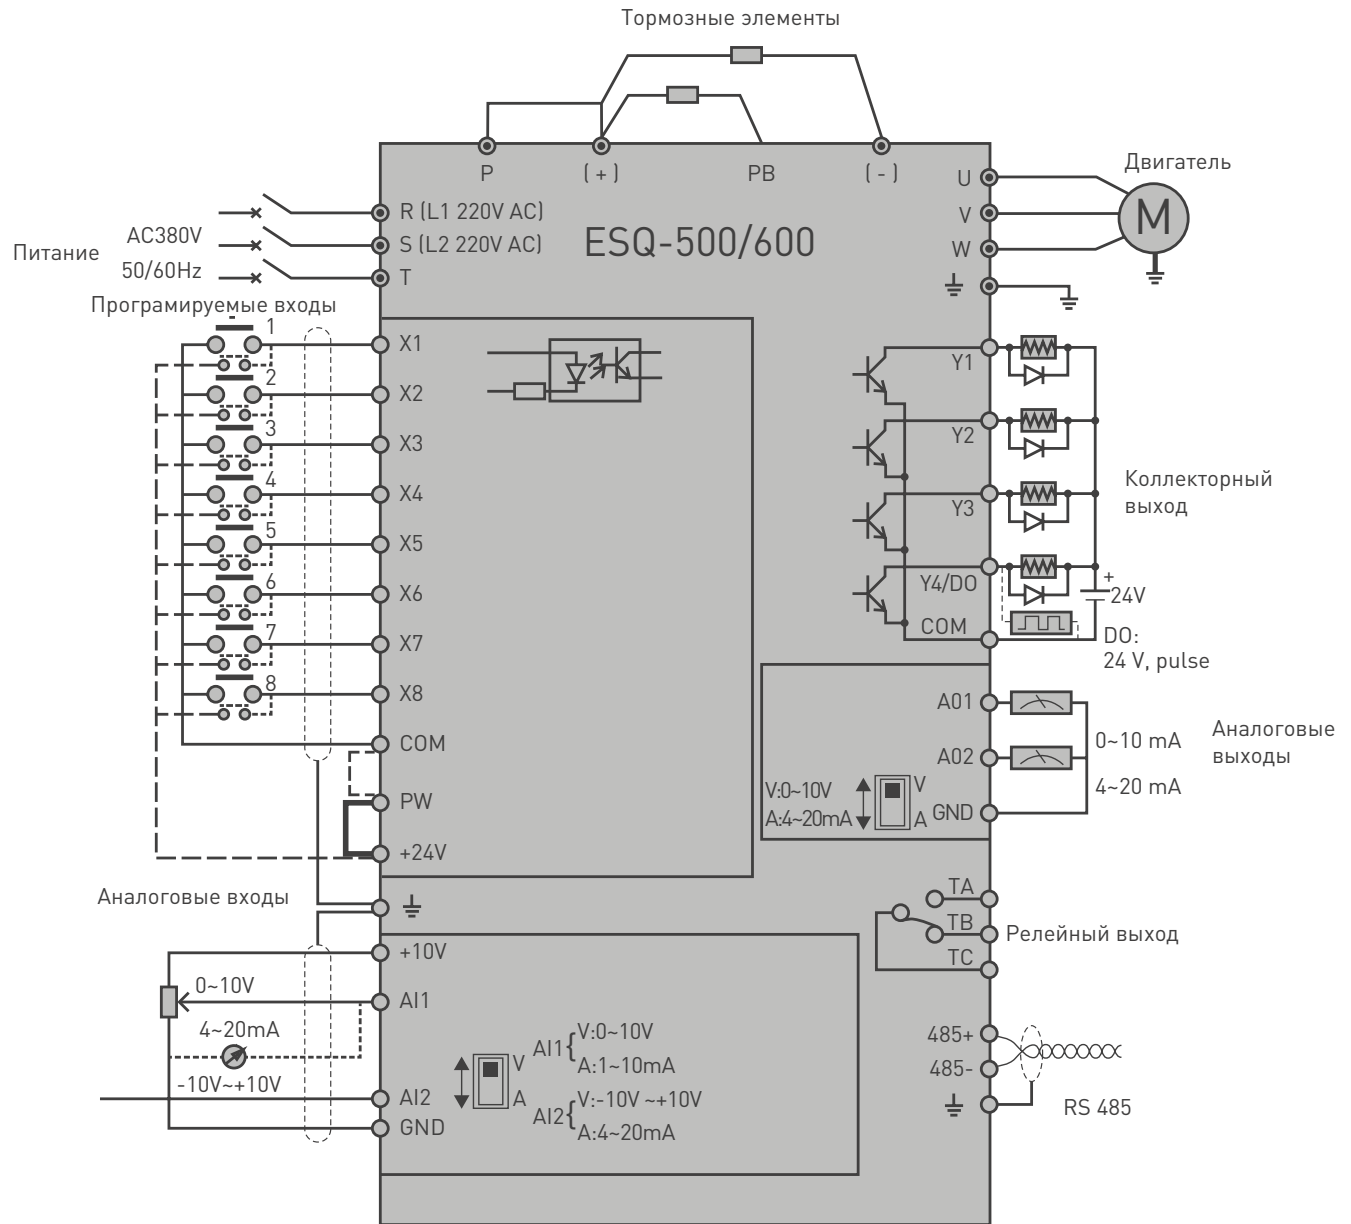 Тормозные элементы
P
(+)
PB
(-)
Двигатель
U
V
W
M
R (L1 220V AC)
S (L2 220V AC)
T
ESQ-500/600
Питание
AC380V
50/60Hz
Програмируемые входы
1
2
3
4
5
6
7
8
X1
X2
X3
X4
X5
X6
X7
X8
COM
PW
+24V
Y1
Y2
Y3
Y4/DO
COM
Коллекторный
выход
+
24V
DO:
24 V, pulse
A01
A02
GND
V:0~10V
A:4~20mA
V
A
0~10 mA
4~20 mA
Аналоговые
выходы
TA
TB
TC
Релейный выход
Аналоговые входы
+10V
AI1
AI2
GND
0~10V
4~20mA
-10V~+10V
V
A
AI1{
V:0~10V
A:1~10mA
AI2{
V:-10V ~+10V
A:4~20mA
485+
485-
RS 485